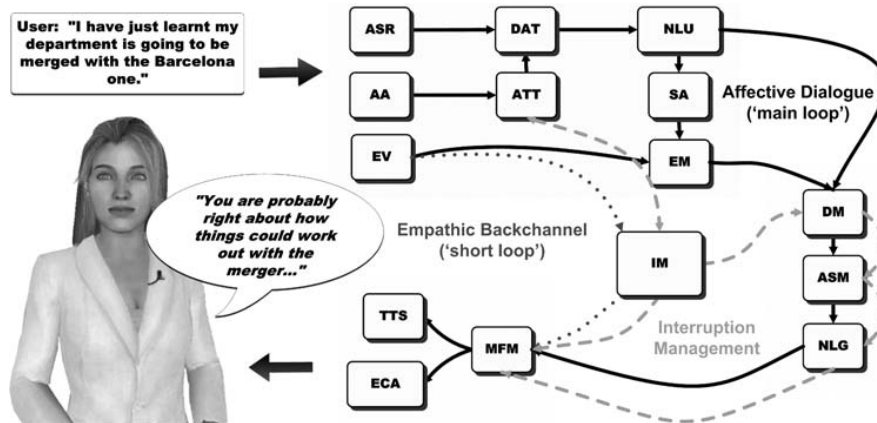 User: "I have just learnt my
department is going to be
merged with the Barcelona
one."
ASR
DAT
NLU
AA
ATT
SA
Affective Dialogue
('main loop')
EV
EM
"You are probably
right about how
things could work
out with the
merger..."
Empathic Backchannel
('short loop')
IM
DM
ASM
TTS
MFM
Interruption
Management
NLG
ECA